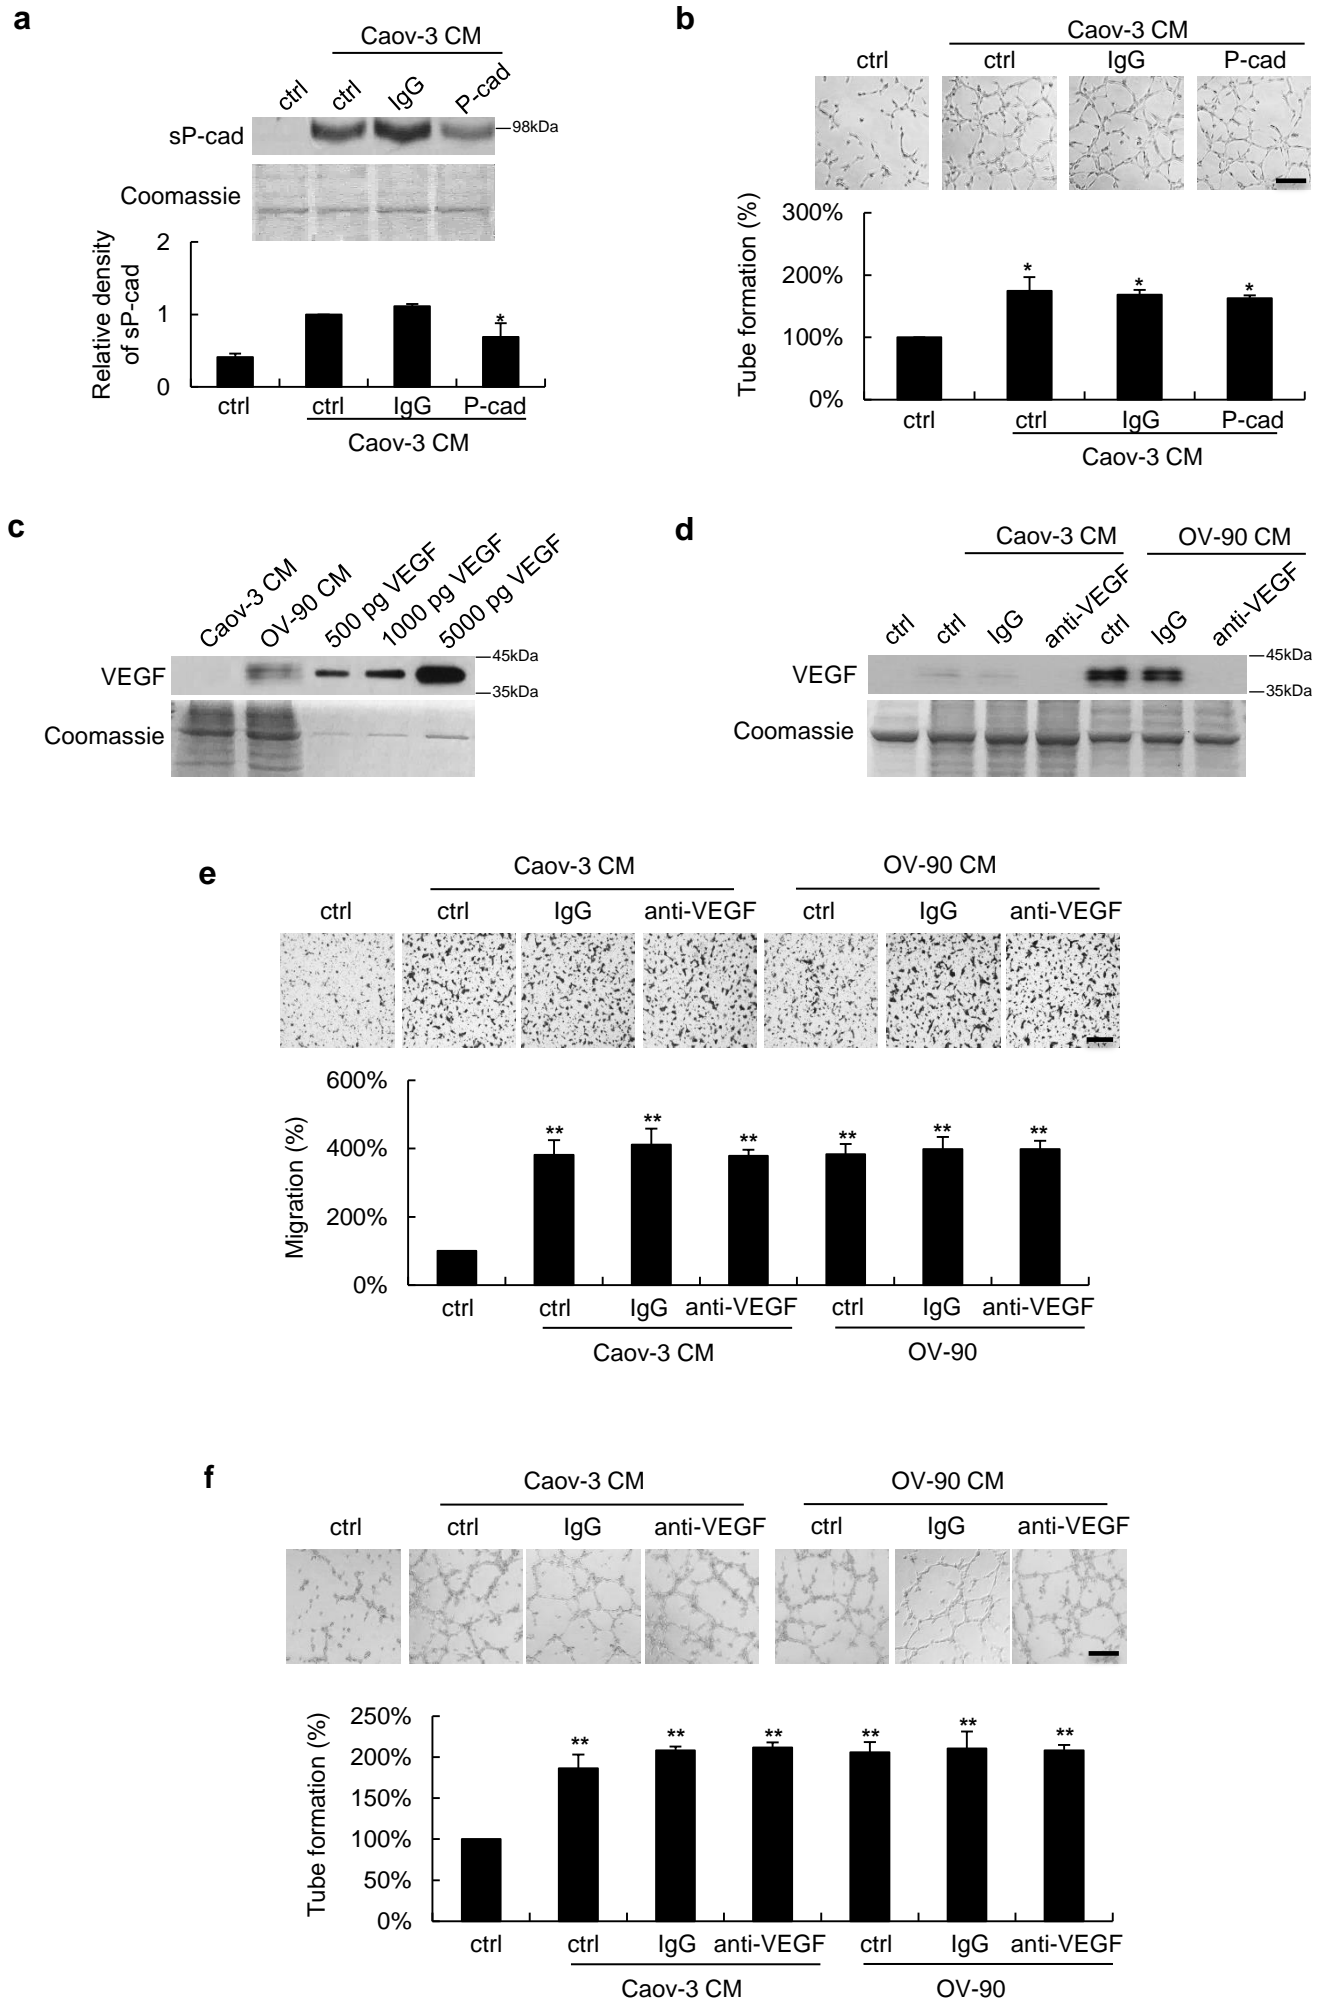 a
Caov-3 CM
ctrl ctrl IgG P-cad
sP-cad
98kDa
Coomassie
Relative density
of sP-cad
2
1
0
*
ctrl ctrl IgG P-cad
Caov-3 CM
b
Caov-3 CM
ctrl ctrl IgG P-cad
Tube formation (%)
300%
200%
100%
0%
* * *
ctrl ctrl IgG P-cad
Caov-3 CM
c
Caov-3 CM OV-90 CM 500 pg VEGF 1000 pg VEGF 5000 pg VEGF
VEGF
45kDa
35kDa
Coomassie
d
Caov-3 CM OV-90 CM
ctrl ctrl IgG anti-VEGF ctrl IgG anti-VEGF
VEGF
45kDa
35kDa
Coomassie
e
Caov-3 CM OV-90 CM
ctrl ctrl IgG anti-VEGF ctrl IgG anti-VEGF
Migration (%)
600%
400%
200%
0%
** ** ** ** ** **
ctrl ctrl IgG anti-VEGF ctrl IgG anti-VEGF
Caov-3 CM OV-90
f
Caov-3 CM OV-90 CM
ctrl ctrl IgG anti-VEGF ctrl IgG anti-VEGF
Tube formation (%)
250%
200%
150%
100%
50%
0%
** ** ** ** ** **
ctrl ctrl IgG anti-VEGF ctrl IgG anti-VEGF
Caov-3 CM OV-90